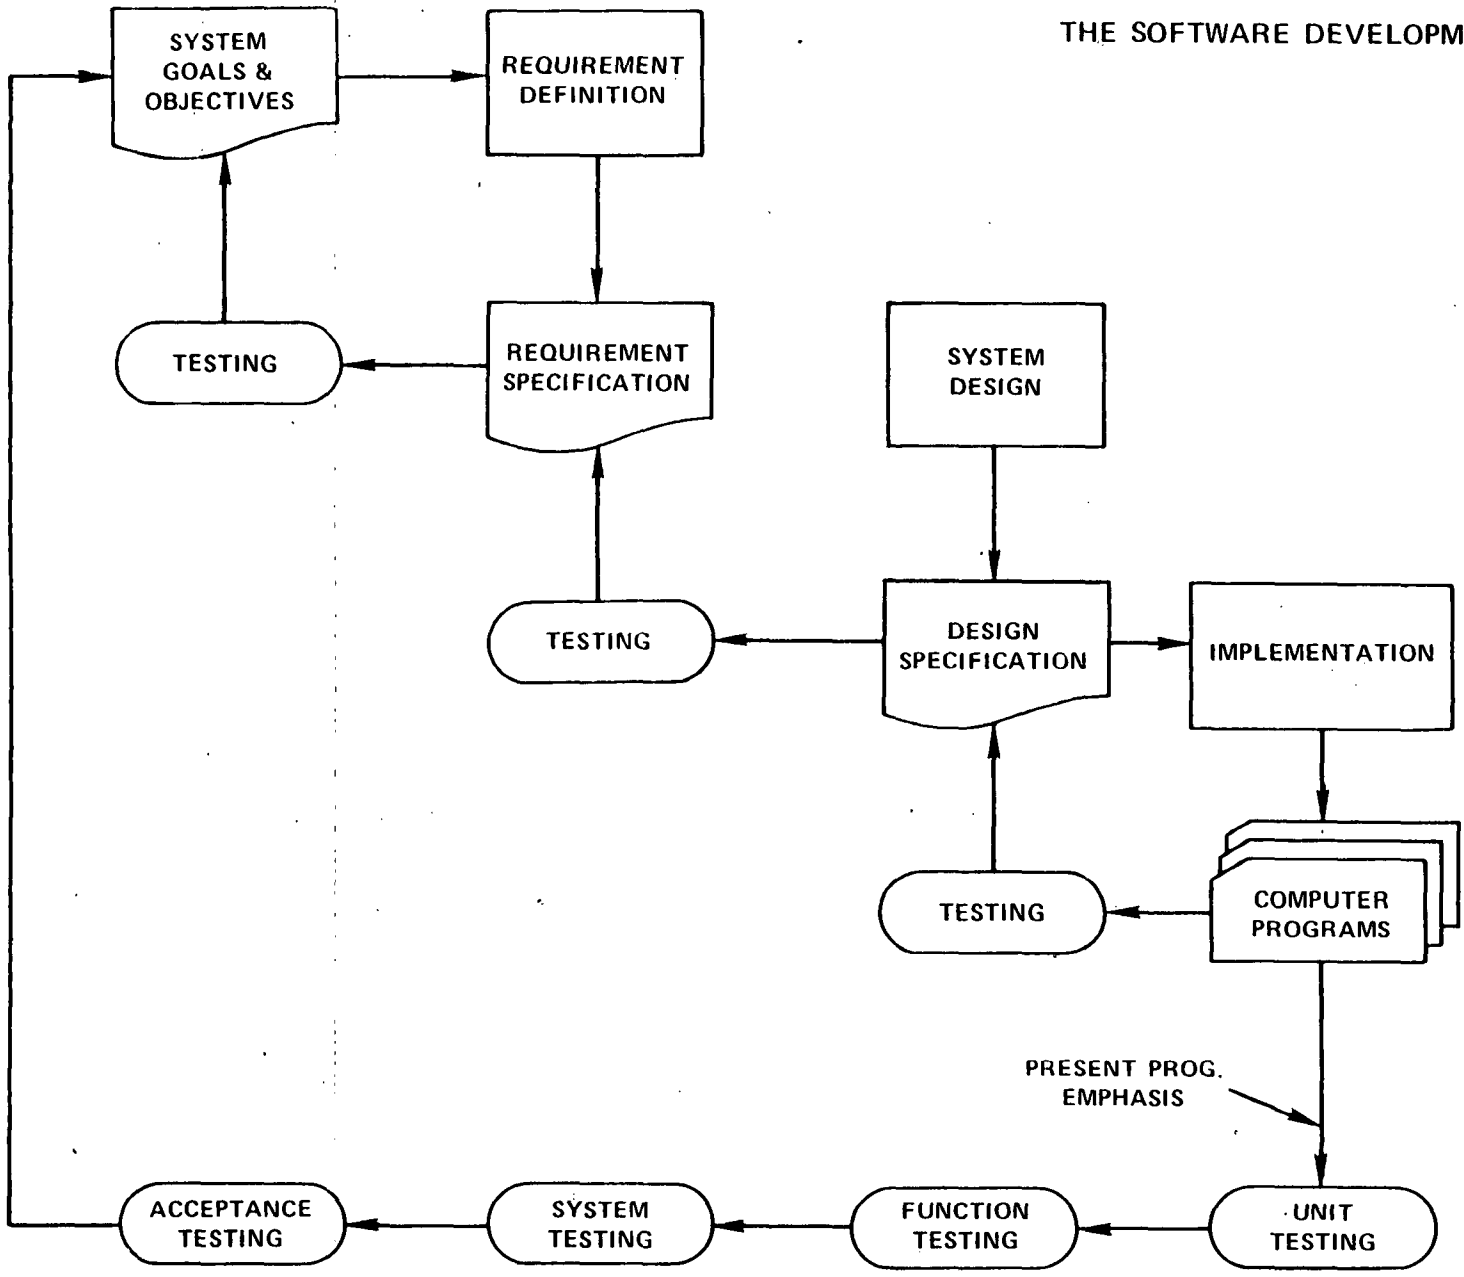 THE SOFTWARE DEVELOPM
SYSTEM
GOALS &
OBJECTIVES
REQUIREMENT
DEFINITION
TESTING
REQUIREMENT
SPECIFICATION
SYSTEM
DESIGN
TESTING
DESIGN
SPECIFICATION
IMPLEMENTATION
TESTING
COMPUTER
PROGRAMS
PRESENT PROG.
EMPHASIS
ACCEPTANCE
TESTING
SYSTEM
TESTING
FUNCTION
TESTING
UNIT
TESTING